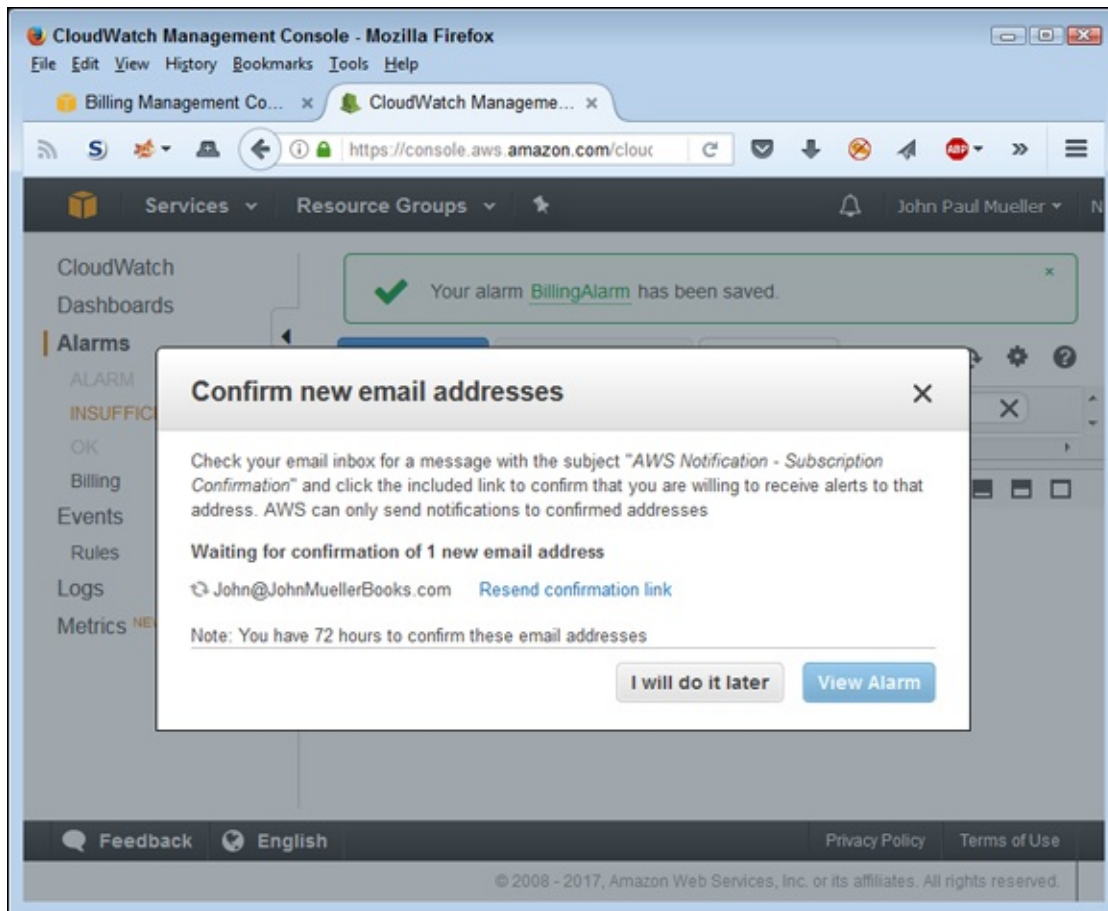 CloudWatch Management Console - Mozilla Firefox
File Edit View History Bookmarks Tools Help
Billing Management Co... × CloudWatch Manageme... ×
S https://console.aws.amazon.com/clouc ABP »
Services Resource Groups John Paul Mueller N
CloudWatch
Your alarm BillingAlarm has been saved.
Dashboards
Alarms
ALARM
INSUFFIC
OK
Billing
Events
Rules
Logs
Metrics NEW
Confirm new email addresses
Check your email inbox for a message with the subject "AWS Notification - Subscription
Confirmation" and click the included link to confirm that you are willing to receive alerts to that
address. AWS can only send notifications to confirmed addresses
Waiting for confirmation of 1 new email address
John@JohnMuellerBooks.com Resend confirmation link
Note: You have 72 hours to confirm these email addresses
I will do it later View Alarm
Feedback English Privacy Policy Terms of Use
© 2008 - 2017, Amazon Web Services, Inc. or its affiliates. All rights reserved.